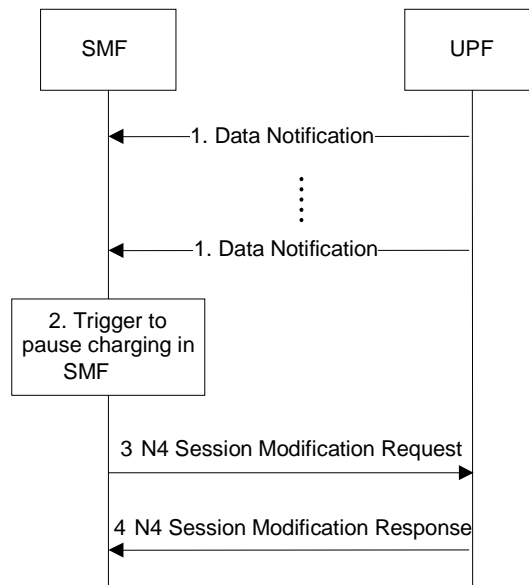 SMF
UPF
1. Data Notification
1. Data Notification
2. Trigger to
pause charging in
SMF
3 N4 Session Modification Request
4 N4 Session Modification Response